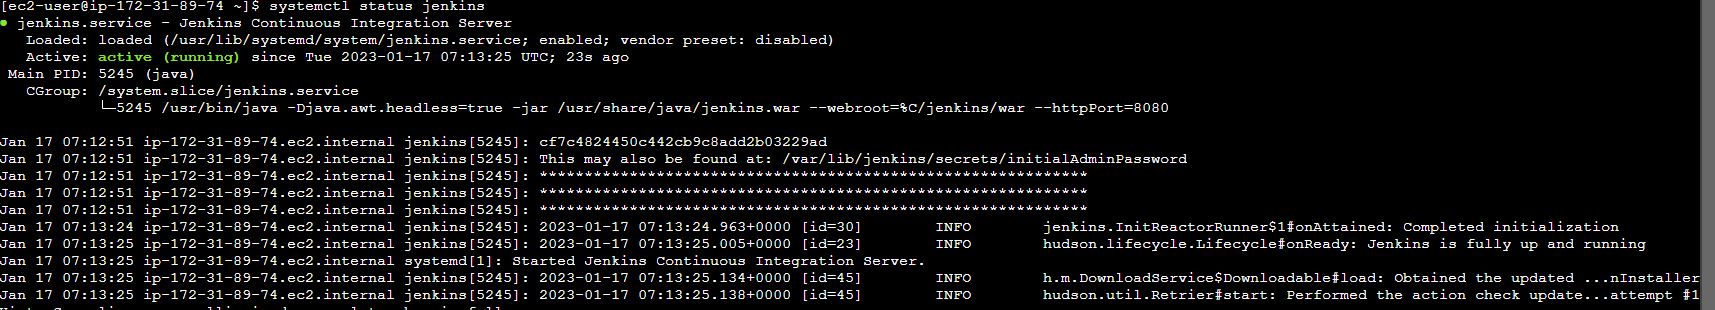 [ec2-user@ip-172-31-89-74 ~]$ systemctl status jenkins
● jenkins.service - Jenkins Continuous Integration Server
Loaded: loaded (/usr/lib/systemd/system/jenkins.service; enabled; vendor preset: disabled)
Active: active (running) since Tue 2023-01-17 07:13:25 UTC; 23s ago
Main PID: 5245 (java)
CGroup: /system.slice/jenkins.service
└─5245 /usr/bin/java -Djava.awt.headless=true -jar /usr/share/java/jenkins.war --webroot=%C/jenkins/war --httpPort=8080
Jan 17 07:12:51 ip-172-31-89-74.ec2.internal jenkins[5245]: cf7c4824450c442cb9c8add2b03229ad
Jan 17 07:12:51 ip-172-31-89-74.ec2.internal jenkins[5245]: This may also be found at: /var/lib/jenkins/secrets/initialAdminPassword
Jan 17 07:12:51 ip-172-31-89-74.ec2.internal jenkins[5245]: *************************************************************
Jan 17 07:12:51 ip-172-31-89-74.ec2.internal jenkins[5245]: *************************************************************
Jan 17 07:12:51 ip-172-31-89-74.ec2.internal jenkins[5245]: *************************************************************
Jan 17 07:13:24 ip-172-31-89-74.ec2.internal jenkins[5245]: 2023-01-17 07:13:24.963+0000 [id=30] INFO jenkins.InitReactorRunner$1#onAttained: Completed initialization
Jan 17 07:13:25 ip-172-31-89-74.ec2.internal jenkins[5245]: 2023-01-17 07:13:25.005+0000 [id=23] INFO hudson.lifecycle.Lifecycle#onReady: Jenkins is fully up and running
Jan 17 07:13:25 ip-172-31-89-74.ec2.internal systemd[1]: Started Jenkins Continuous Integration Server.
Jan 17 07:13:25 ip-172-31-89-74.ec2.internal jenkins[5245]: 2023-01-17 07:13:25.134+0000 [id=45] INFO h.m.DownloadService$Downloadable#load: Obtained the updated ...nInstaller
Jan 17 07:13:25 ip-172-31-89-74.ec2.internal jenkins[5245]: 2023-01-17 07:13:25.138+0000 [id=45] INFO hudson.util.Retrier#start: Performed the action check update...attempt #1